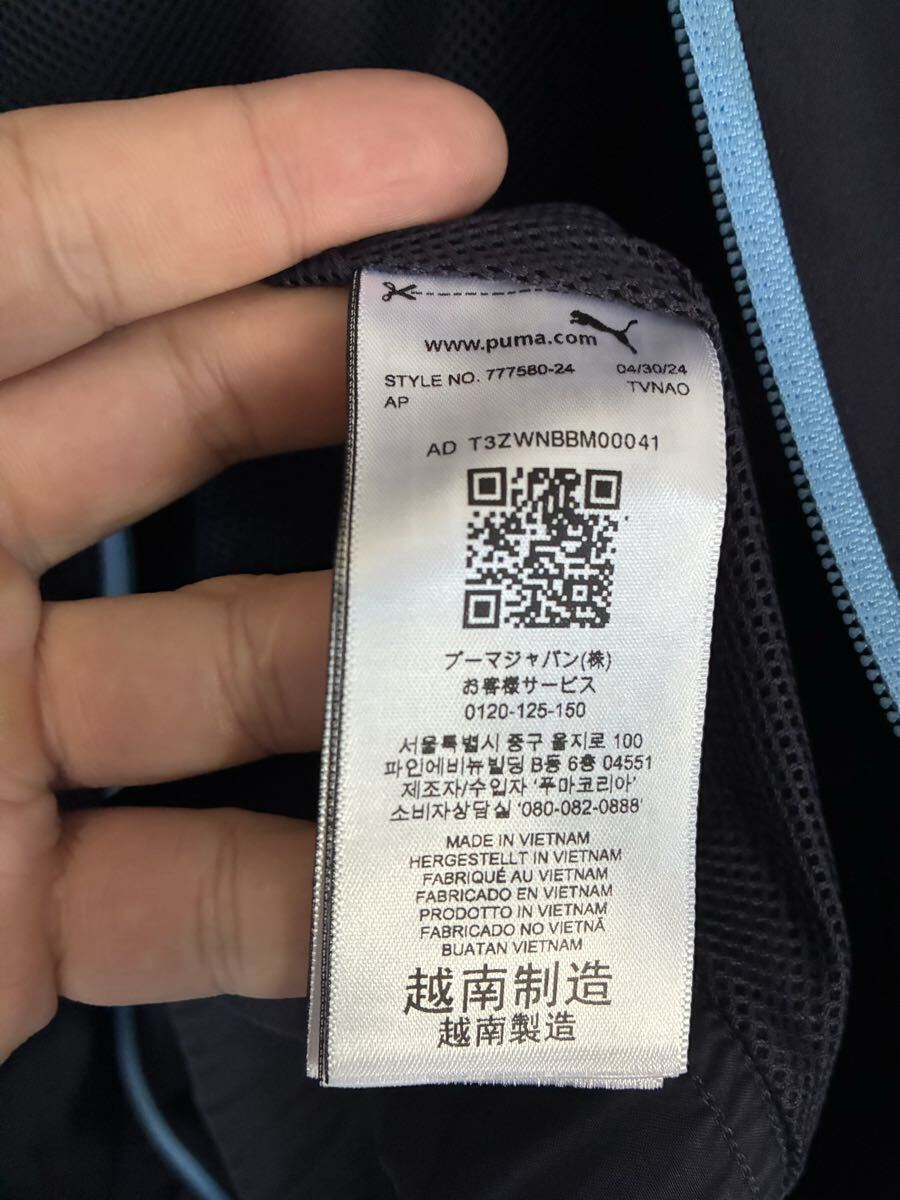 www.puma.com
STYLE NO. 777580-24 04/30/24
AP TVNAO
AD T3ZWNBBM00041
プーマジャパン(株)
お客様サービス
0120-125-150
서울특별시 중구 을지로 100
파인에비뉴빌딩 B동 6층 04551
제조자/수입자 '푸마코리아'
소비자상담실 '080-082-0888'
MADE IN VIETNAM
HERGESTELLT IN VIETNAM
FABRIQUÉ AU VIETNAM
FABRICADO EN VIETNAM
PRODOTTO IN VIETNAM
FABRICADO NO VIETNÃ
BUATAN VIETNAM
越南制造
越南製造